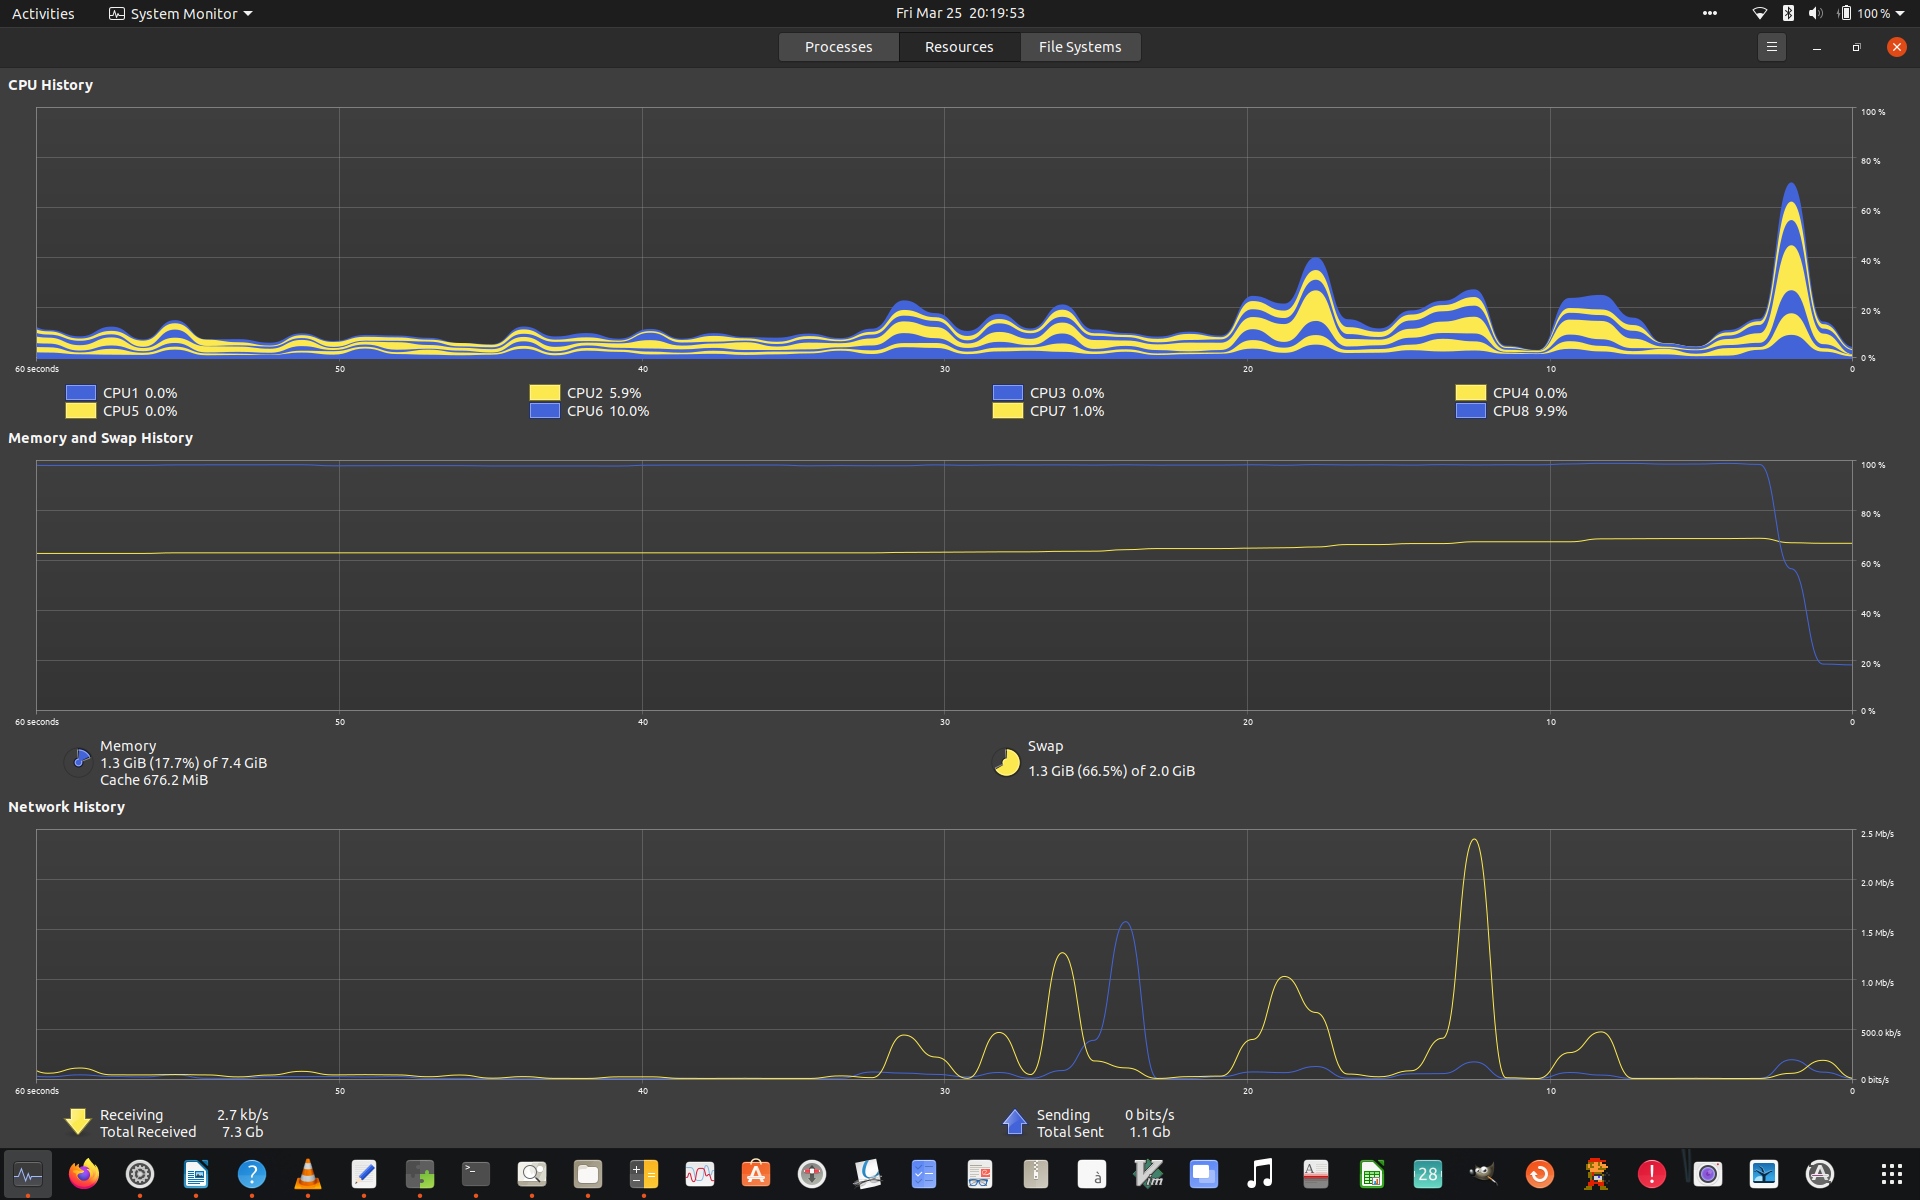 Activities
System Monitor
Fri Mar 25 20:19:53
100 %
Processes
Resources
File Systems
CPU History
100 %
80 %
60 %
40 %
20 %
0 %
60 seconds 50 40 30 20 10 0
CPU1 0.0% CPU2 5.9% CPU3 0.0% CPU4 0.0%
CPU5 0.0% CPU6 10.0% CPU7 1.0% CPU8 9.9%
Memory and Swap History
100 %
80 %
60 %
40 %
20 %
0 %
60 seconds 50 40 30 20 10 0
Memory
1.3 GiB (17.7%) of 7.4 GiB
Cache 676.2 MiB
Swap
1.3 GiB (66.5%) of 2.0 GiB
Network History
2.5 Mb/s
2.0 Mb/s
1.5 Mb/s
1.0 Mb/s
500.0 kb/s
0 bits/s
60 seconds 50 40 30 20 10 0
Receiving 2.7 kb/s
Total Received 7.3 Gb
Sending 0 bits/s
Total Sent 1.1 Gb
?
>_
à
Vim
A
28
!